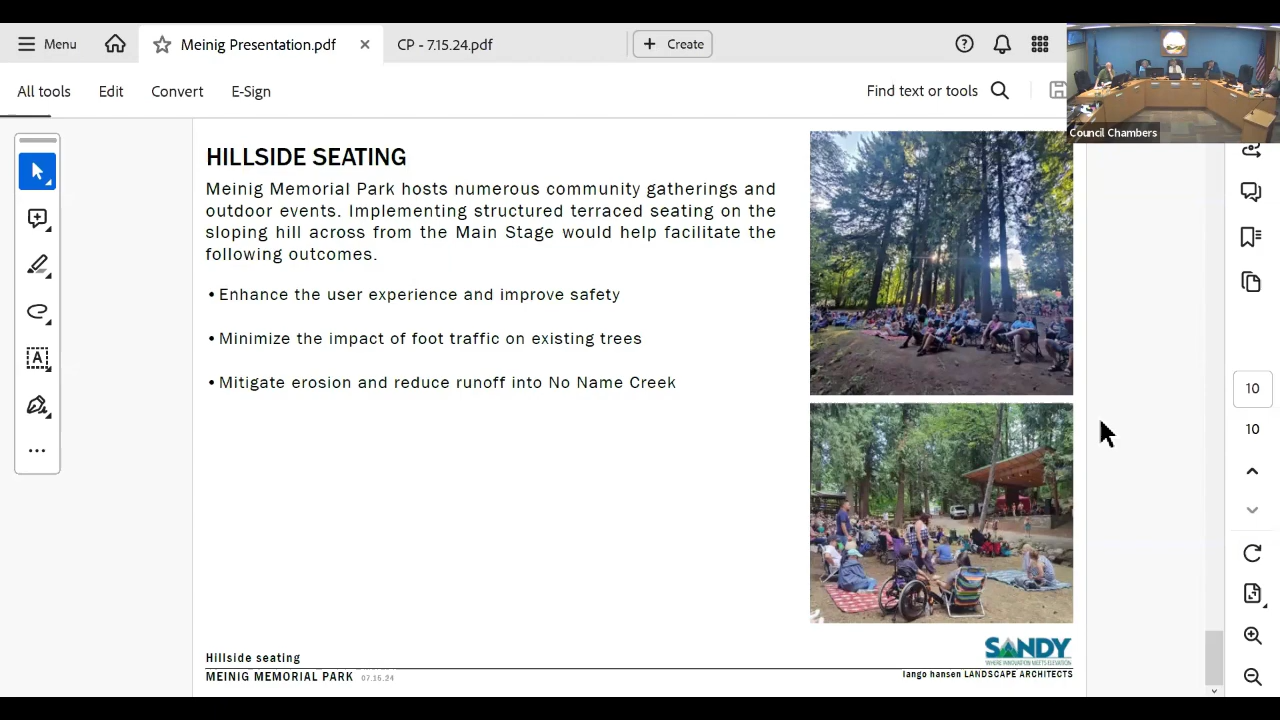 Menu
Meinig Presentation.pdf
CP - 7.15.24.pdf
Create
All tools
Edit
Convert
E-Sign
Find text or tools
Council Chambers
HILLSIDE SEATING
Meinig Memorial Park hosts numerous community gatherings and
outdoor events. Implementing structured terraced seating on the
sloping hill across from the Main Stage would help facilitate the
following outcomes.
• Enhance the user experience and improve safety
• Minimize the impact of foot traffic on existing trees
• Mitigate erosion and reduce runoff into No Name Creek
10
10
SANDY
WHERE INNOVATION MEETS ELEVATION
Hillside seating
MEINIG MEMORIAL PARK 07.15.24
lango hansen LANDSCAPE ARCHITECTS